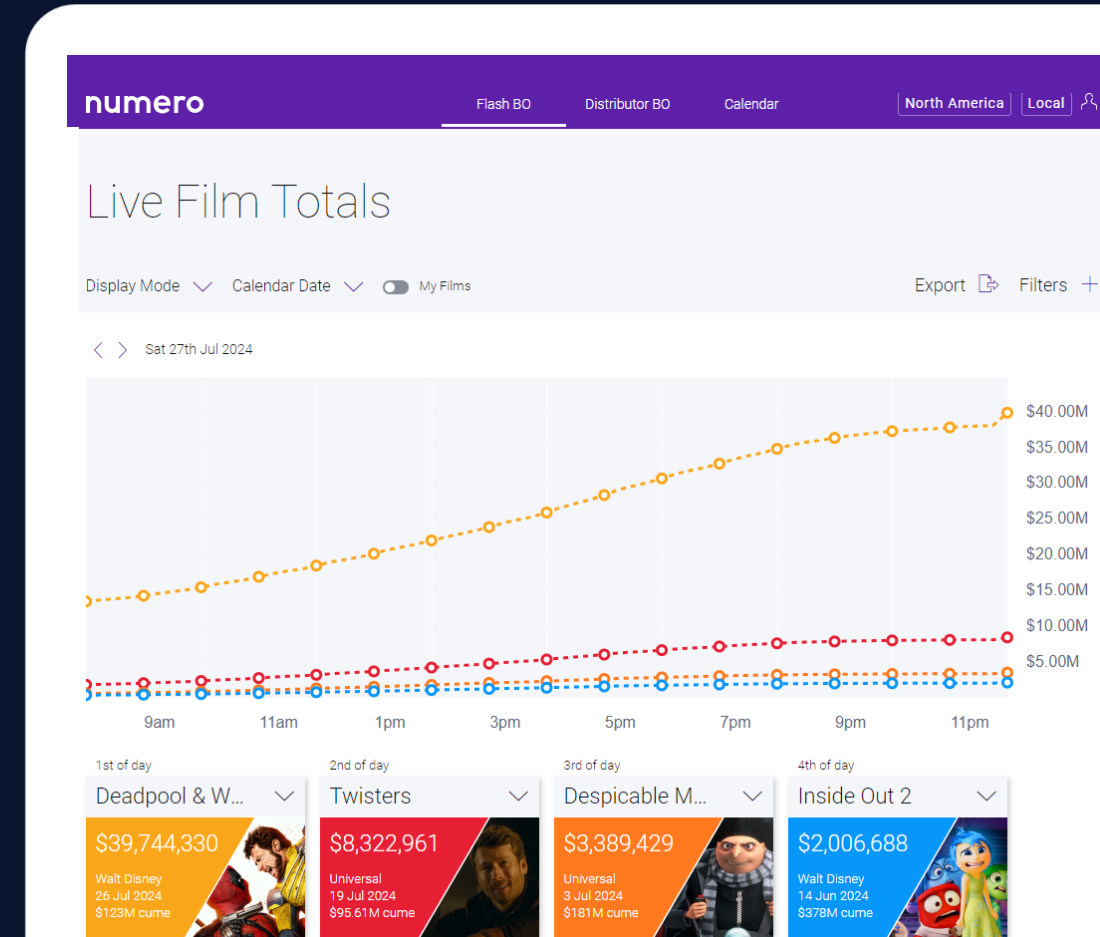 numero
Flash BO
Distributor BO
Calendar
North America
Local
Live Film Totals
Display Mode
Calendar Date
My Films
Export
Filters
Sat 27th Jul 2024
$40.00M
$35.00M
$30.00M
$25.00M
$20.00M
$15.00M
$10.00M
$5.00M
9am
11am
1pm
3pm
5pm
7pm
9pm
11pm
1st of day
Deadpool & W...
$39,744,330
Walt Disney
26 Jul 2024
$123M cume
2nd of day
Twisters
$8,322,961
Universal
19 Jul 2024
$95.61M cume
3rd of day
Despicable M...
$3,389,429
Universal
3 Jul 2024
$181M cume
4th of day
Inside Out 2
$2,006,688
Walt Disney
14 Jun 2024
$378M cume